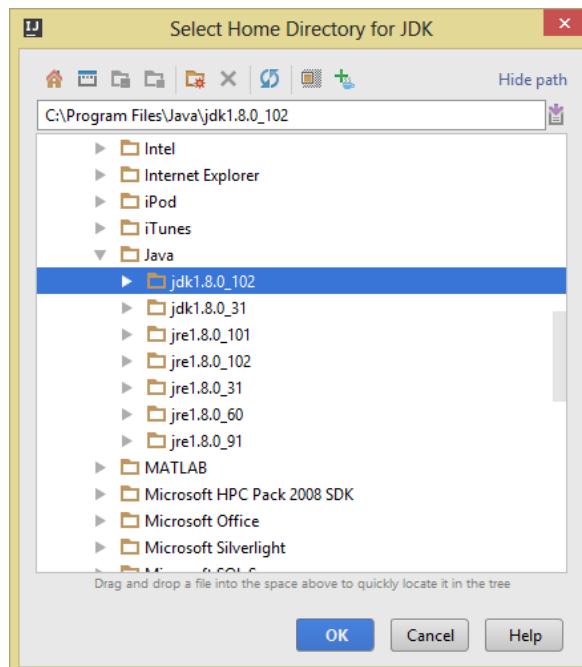 IJ
Select Home Directory for JDK
Hide path
C:\Program Files\Java\jdk1.8.0_102
Intel
Internet Explorer
iPod
iTunes
Java
jdk1.8.0_102
jdk1.8.0_31
jre1.8.0_101
jre1.8.0_102
jre1.8.0_31
jre1.8.0_60
jre1.8.0_91
MATLAB
Microsoft HPC Pack 2008 SDK
Microsoft Office
Microsoft Silverlight
Drag and drop a file into the space above to quickly locate it in the tree
OK
Cancel
Help